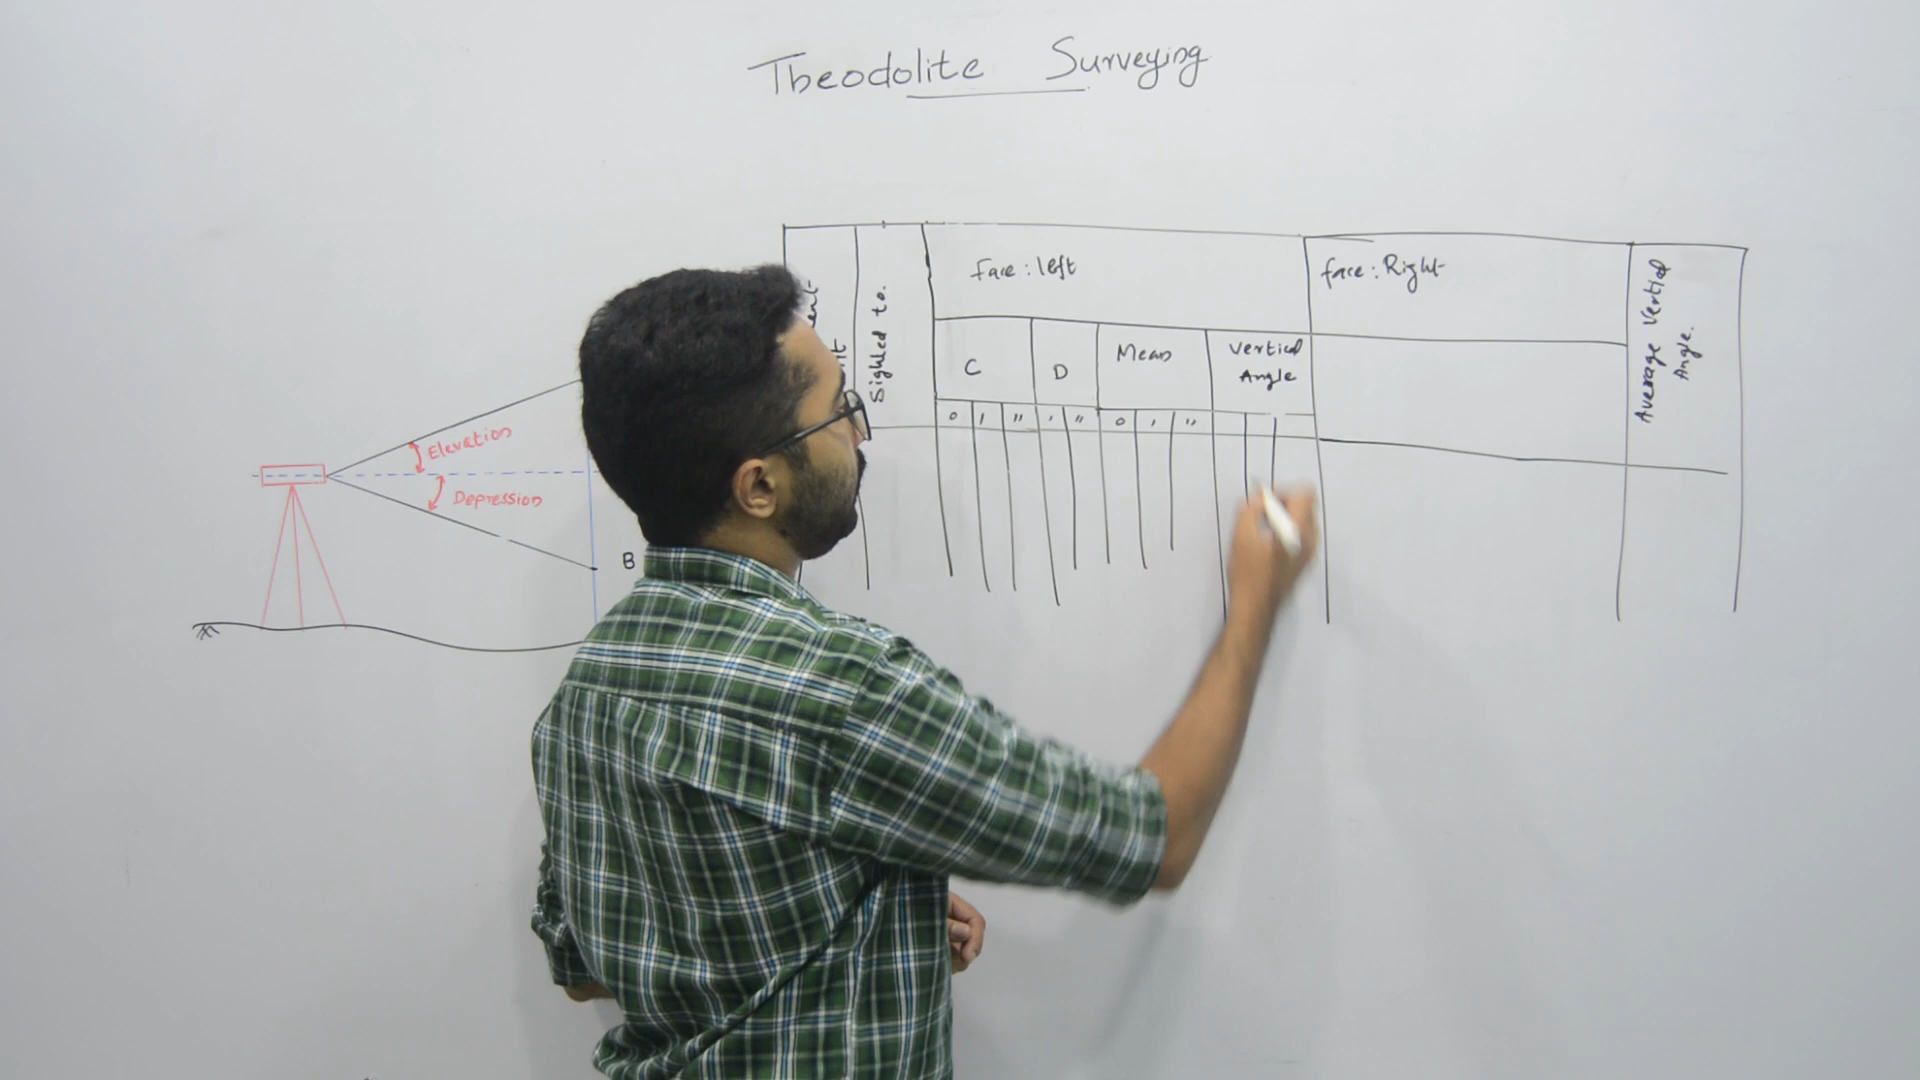 Theodolite Surveying
Elevation
Depression
B
Sighted to.
Face: left
C
D
Mean
Vertical
Angle
° ' " ' " ° ' "
face: Right
Average Vertical
Angle.